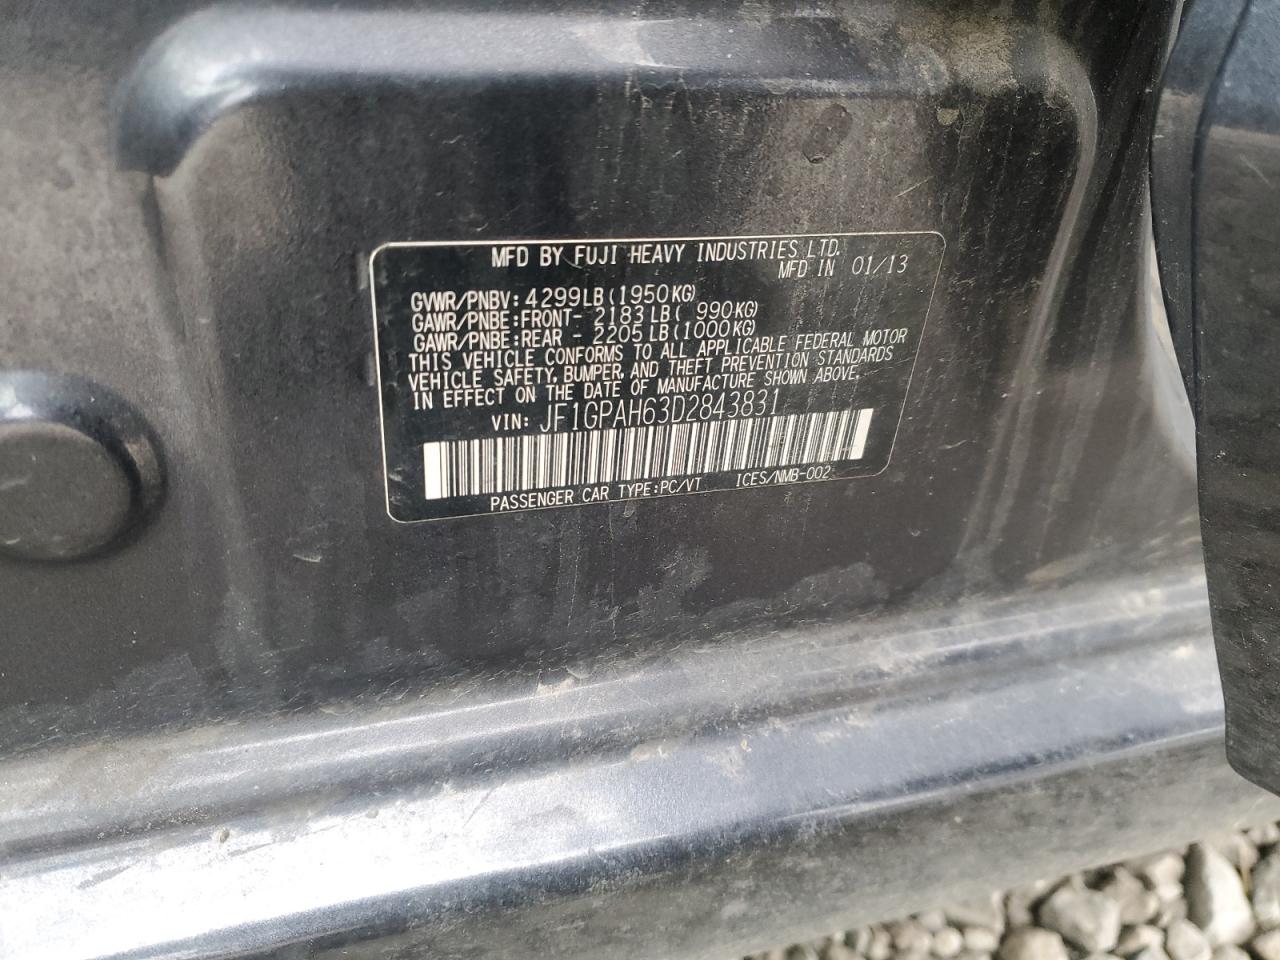 MFD BY FUJI HEAVY INDUSTRIES LTD.
MFD IN 01/13
GVWR/PNBV: 4299LB(1950KG)
GAWR/PNBE:FRONT- 2183LB( 990KG)
GAWR/PNBE:REAR - 2205LB(1000KG)
THIS VEHICLE CONFORMS TO ALL APPLICABLE FEDERAL MOTOR
VEHICLE SAFETY, BUMPER, AND THEFT PREVENTION STANDARDS
IN EFFECT ON THE DATE OF MANUFACTURE SHOWN ABOVE.
VIN: JF1GPAH63D2843831
PASSENGER CAR TYPE:PC/VT ICES/NMB-002